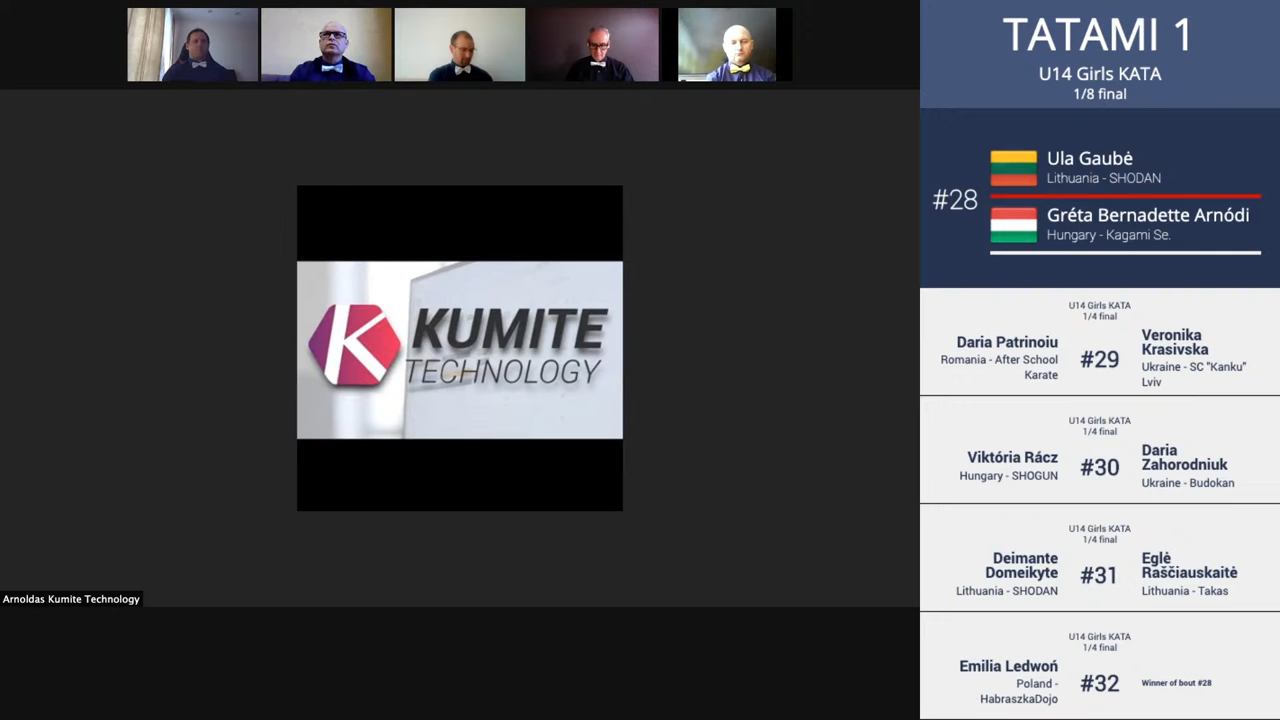 TATAMI 1
U14 Girls KATA
1/8 final
#28
Ula Gaubė
Lithuania - SHODAN
Gréta Bernadette Arnódi
Hungary - Kagami Se.
KUMITE
TECHNOLOGY
Arnoldas Kumite Technology
U14 Girls KATA
1/4 final
Daria Patrinoiu
Romania - After School
Karate
#29
Veronika
Krasivska
Ukraine - SC "Kanku"
Lviv
U14 Girls KATA
1/4 final
Viktória Rácz
Hungary - SHOGUN
#30
Daria
Zahorodniuk
Ukraine - Budokan
U14 Girls KATA
1/4 final
Deimante
Domeikyte
Lithuania - SHODAN
#31
Eglė
Raščiauskaitė
Lithuania - Takas
U14 Girls KATA
1/4 final
Emilia Ledwoń
Poland -
HabraszkaDojo
#32
Winner of bout #28